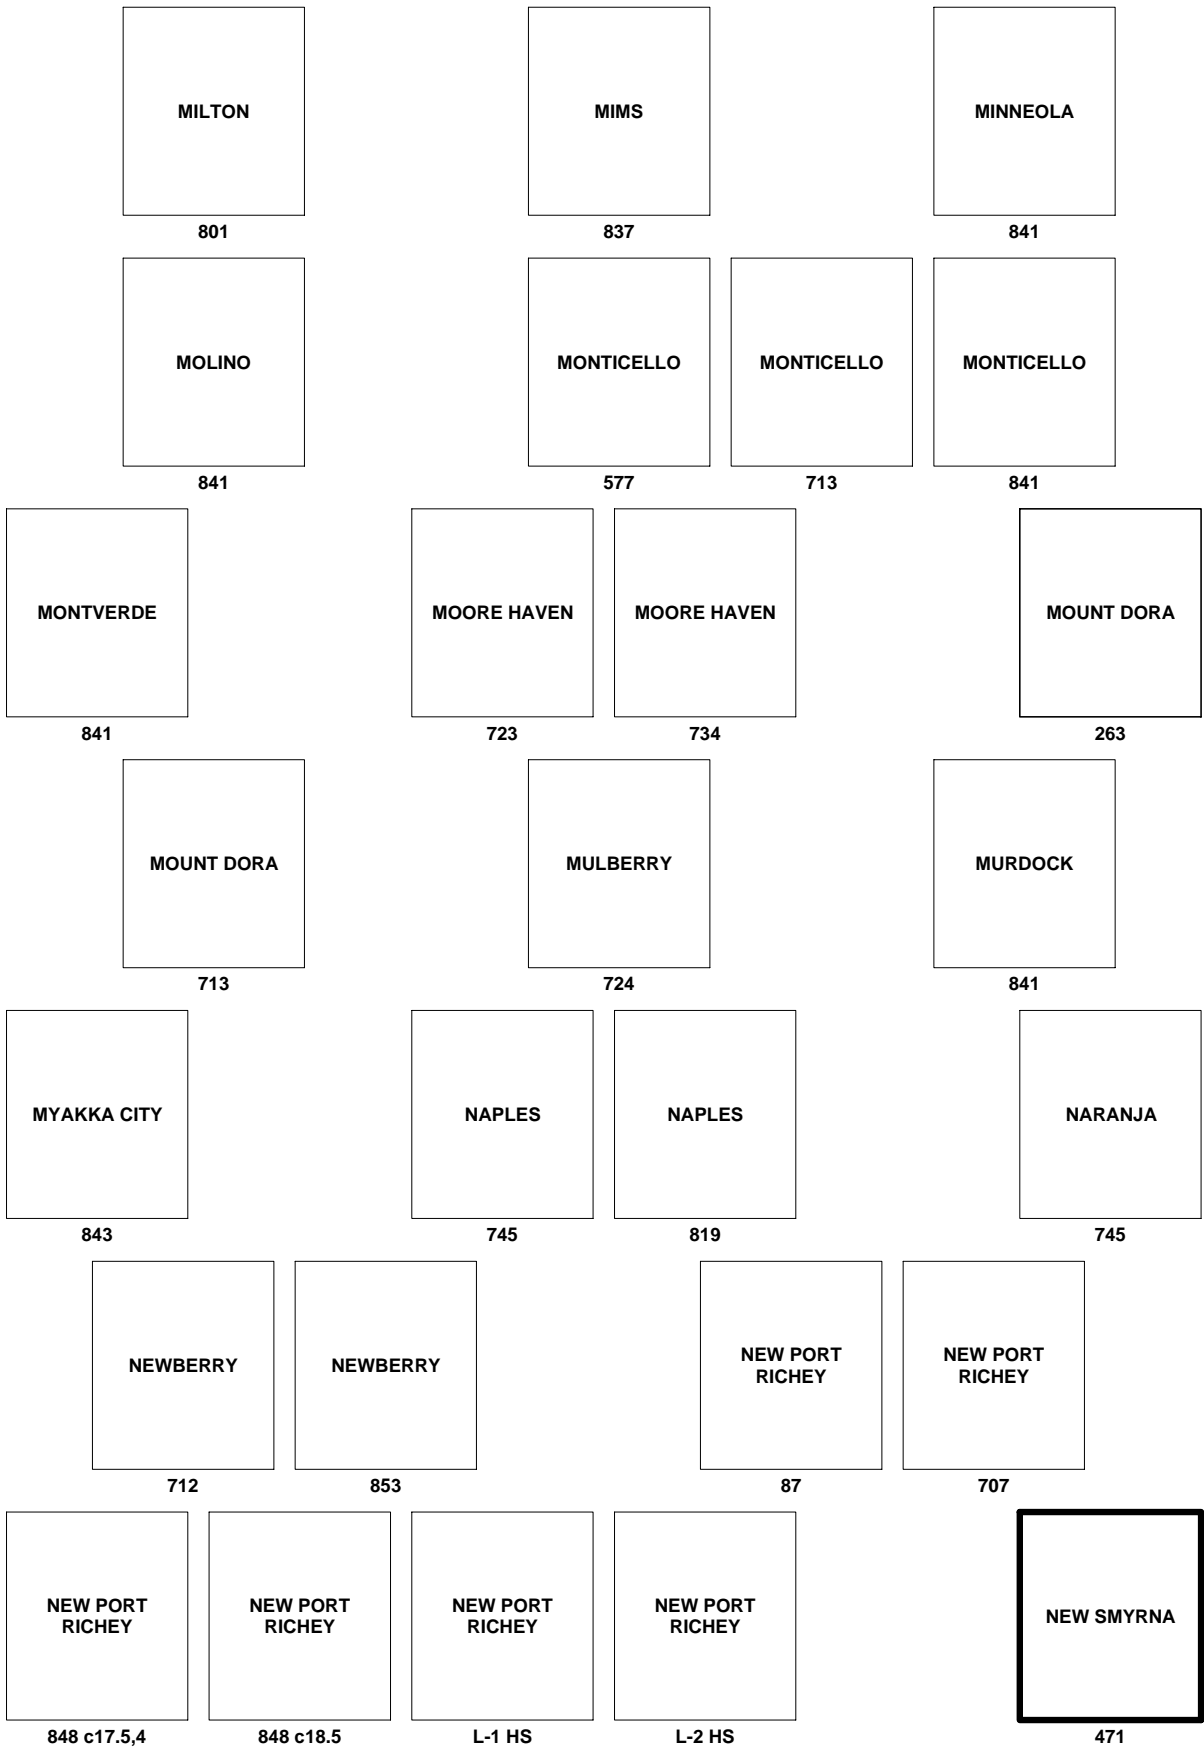 MILTON
MIMS
MINNEOLA
801
837
841
MOLINO
MONTICELLO
MONTICELLO
MONTICELLO
841
577
713
841
MONTVERDE
MOORE HAVEN
MOORE HAVEN
MOUNT DORA
841
723
734
263
MOUNT DORA
MULBERRY
MURDOCK
713
724
841
MYAKKA CITY
NAPLES
NAPLES
NARANJA
843
745
819
745
NEWBERRY
NEWBERRY
NEW PORT
RICHEY
NEW PORT
RICHEY
712
853
87
707
NEW PORT
RICHEY
NEW PORT
RICHEY
NEW PORT
RICHEY
NEW PORT
RICHEY
NEW SMYRNA
848 c17.5,4
848 c18.5
L-1 HS
L-2 HS
471